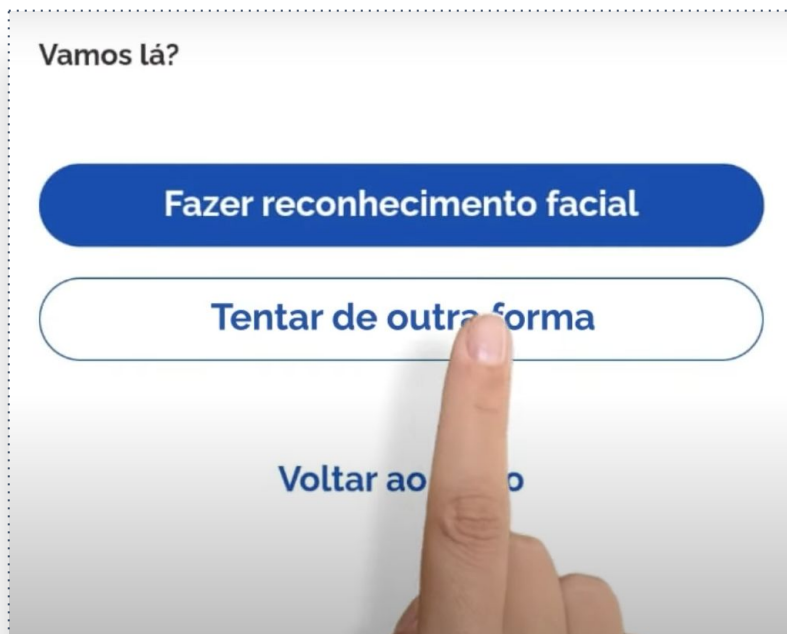 Vamos lá?
Fazer reconhecimento facial
Tentar de outra forma
Voltar ao